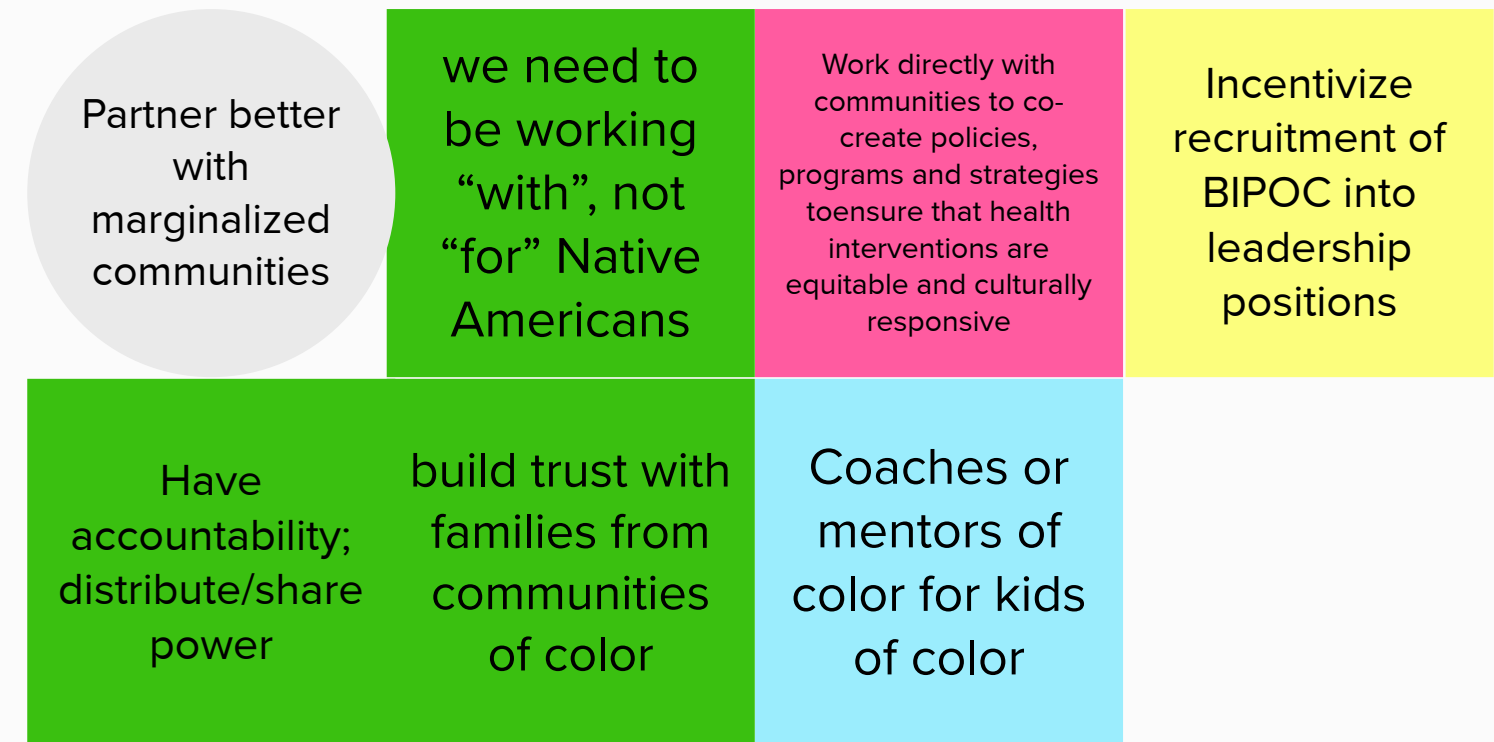 Partner better
with
marginalized
communities
we need to
be working
“with”, not
“for” Native
Americans
Work directly with
communities to co-
create policies,
programs and strategies
toensure that health
interventions are
equitable and culturally
responsive
Incentivize
recruitment of
BIPOC into
leadership
positions
Have
accountability;
distribute/share
power
build trust with
families from
communities
of color
Coaches or
mentors of
color for kids
of color